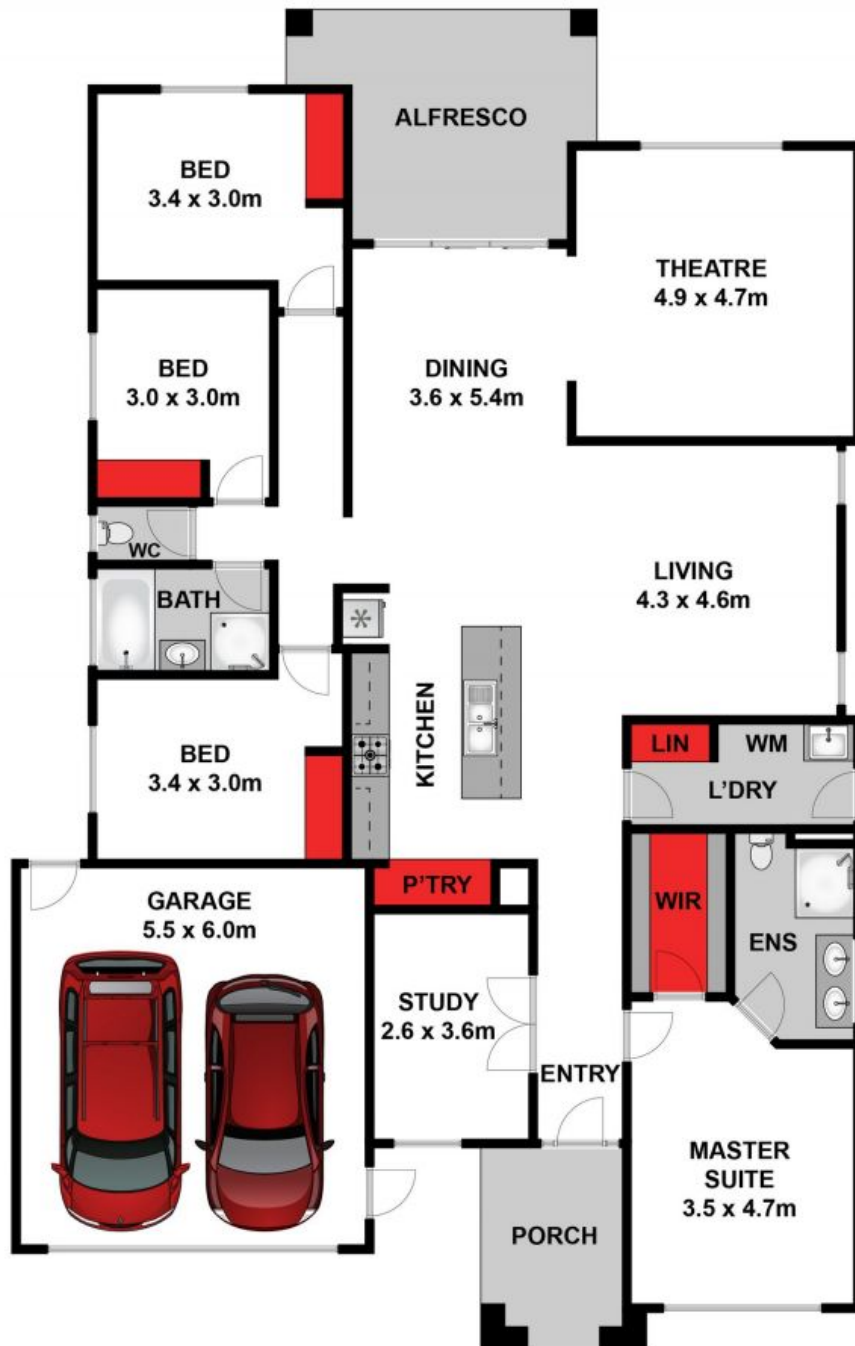 ALFRESCO
BED
3.4 x 3.0m
THEATRE
4.9 x 4.7m
BED
3.0 x 3.0m
DINING
3.6 x 5.4m
WC
BATH
LIVING
4.3 x 4.6m
KITCHEN
BED
3.4 x 3.0m
LIN
WM
L'DRY
P'TRY
GARAGE
5.5 x 6.0m
WIR
ENS
STUDY
2.6 x 3.6m
ENTRY
MASTER
SUITE
3.5 x 4.7m
PORCH